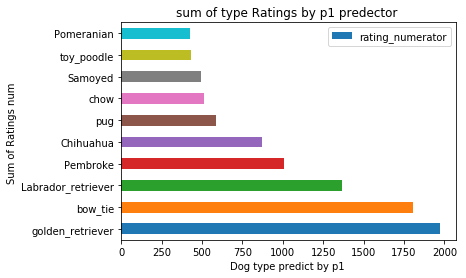 sum of type Ratings by p1 predector
rating_numerator
Sum of Ratings num
Pomeranian
toy_poodle
Samoyed
chow
pug
Chihuahua
Pembroke
Labrador_retriever
bow_tie
golden_retriever
0 250 500 750 1000 1250 1500 1750 2000
Dog type predict by p1